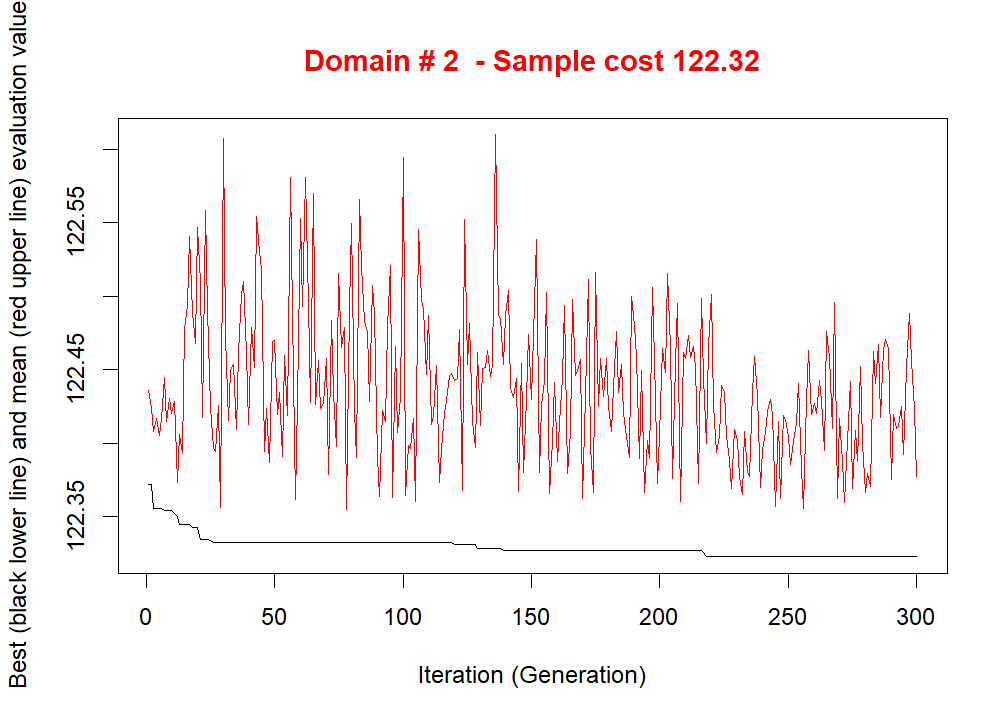 Domain # 2  - Sample cost 122.32
Best (black lower line) and mean (red upper line) evaluation value
122.55
122.45
122.35
0 50 100 150 200 250 300
Iteration (Generation)